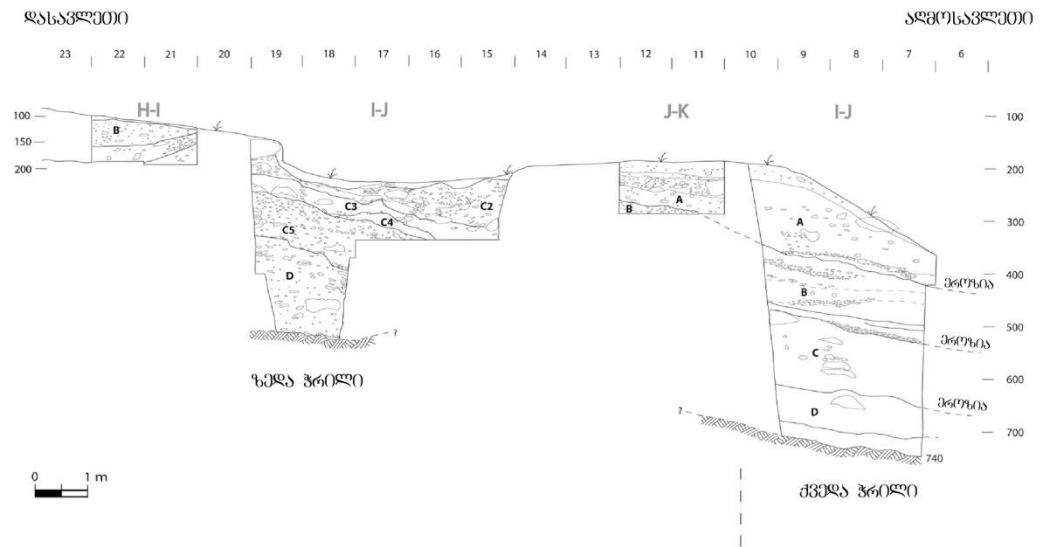 დასავლეთი აღმოსავლეთი
23 22 21 20 19 18 17 16 15 14 13 12 11 10 9 8 7 6
H-I I-J J-K I-J
100 100
B
150
200 200
A
C3 C2
B
A
C4
C5
300
D
400
ეროზია
B
500
ეროზია
C
ზედა ჭრილი
600
ეროზია
D
?
?
700
740
0 1 m
ქვედა ჭრილი